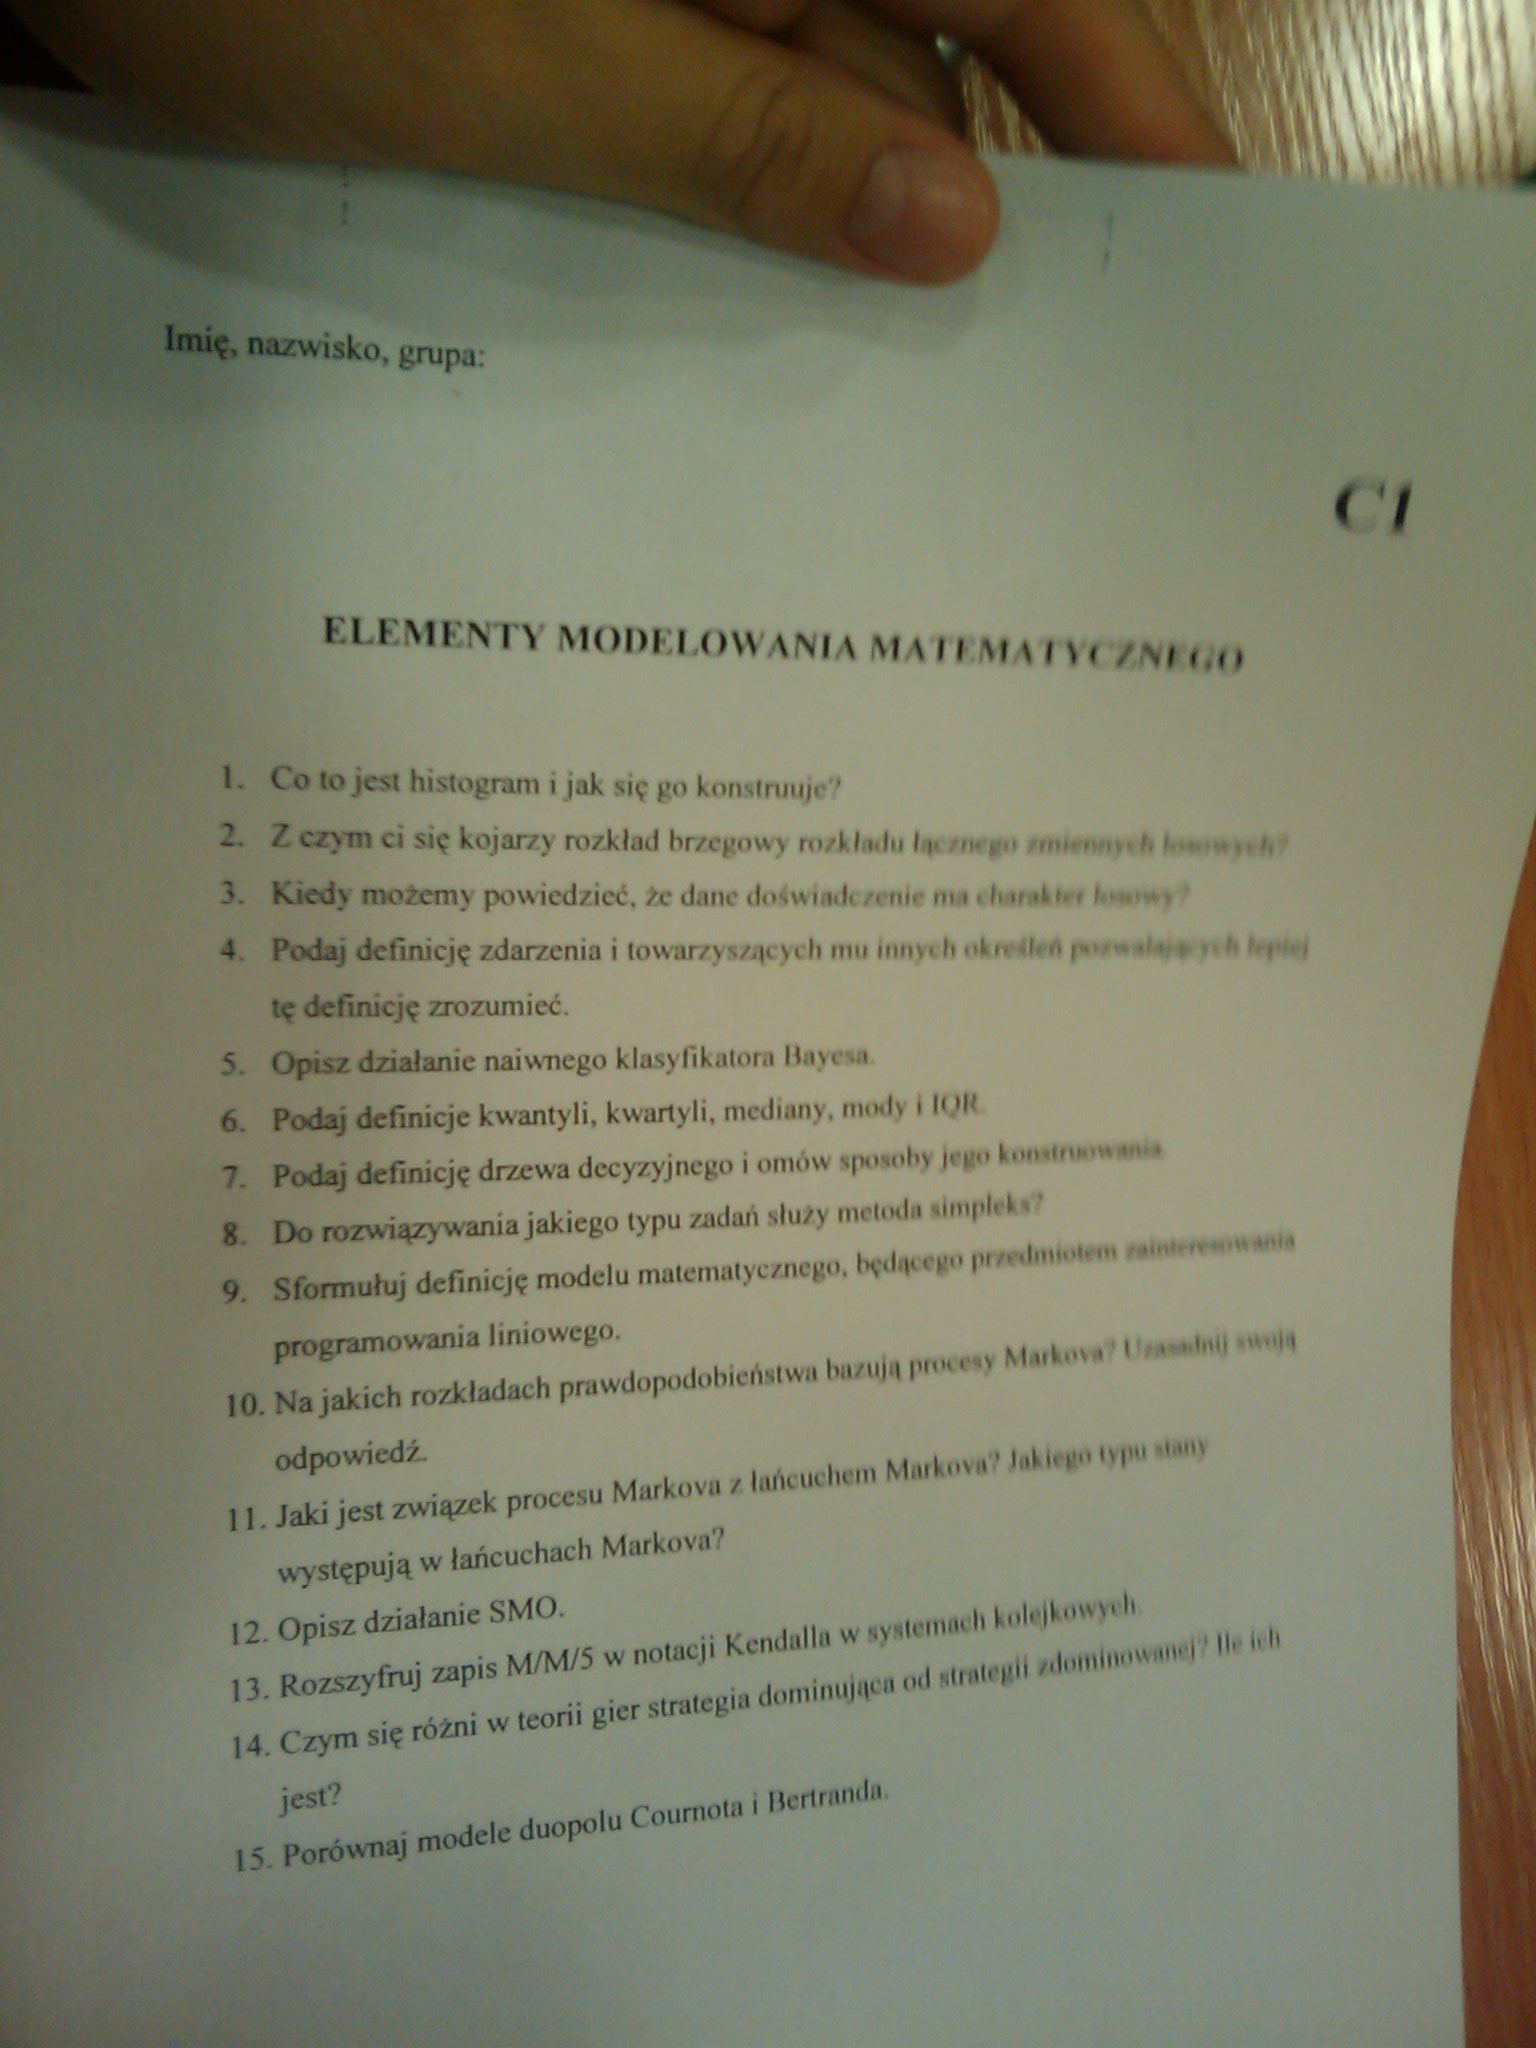 Imię, nazwisko, grupa:
C1
ELEMENTY MODELOWANIA MATEMATYCZNEGO
1. Co to jest histogram i jak się go konstruuje?
2. Z czym ci się kojarzy rozkład brzegowy rozkładu łącznego zmiennych losowych?
3. Kiedy możemy powiedzieć, że dane doświadczenie ma charakter losowy?
4. Podaj definicję zdarzenia i towarzyszących mu innych określeń pozwalających lepiej
tę definicję zrozumieć.
5. Opisz działanie naiwnego klasyfikatora Bayesa.
6. Podaj definicje kwantyli, kwartyli, mediany, mody i IQR.
7. Podaj definicję drzewa decyzyjnego i omów sposoby jego konstruowania.
8. Do rozwiązywania jakiego typu zadań służy metoda simpleks?
9. Sformułuj definicję modelu matematycznego, będącego przedmiotem zainteresowania
programowania liniowego.
10. Na jakich rozkładach prawdopodobieństwa bazują procesy Markova? Uzasadnij swoją
odpowiedź.
11. Jaki jest związek procesu Markova z łańcuchem Markova? Jakiego typu stany
występują w łańcuchach Markova?
12. Opisz działanie SMO.
13. Rozszyfruj zapis M/M/5 w notacji Kendalla w systemach kolejkowych.
14. Czym się różni w teorii gier strategia dominująca od strategii zdominowanej? Ile ich
jest?
15. Porównaj modele duopolu Cournota i Bertranda.